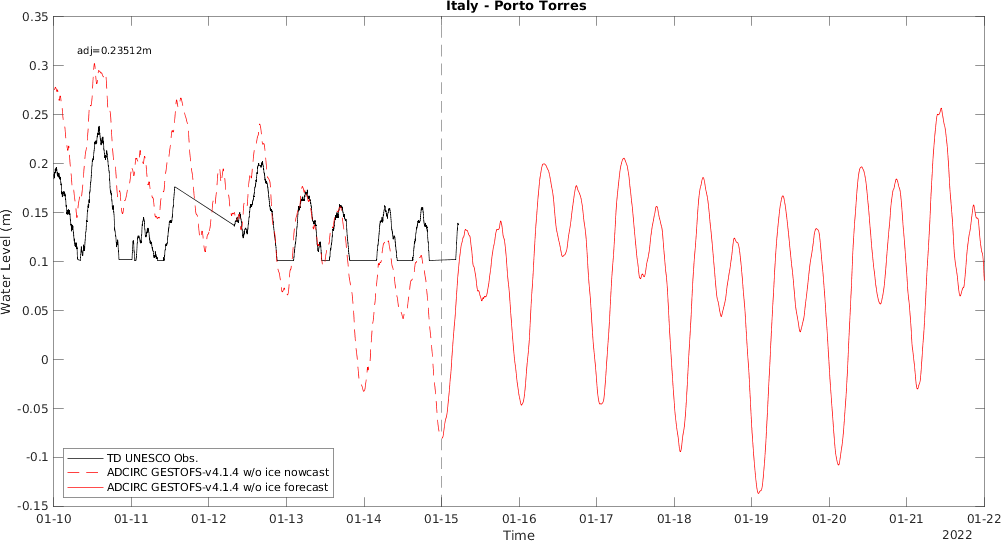 Italy - Porto Torres
0.35
0.3
0.25
0.2
0.15
0.1
0.05
0
-0.05
-0.1
-0.15
Water Level (m)
adj=0.23512m
TD UNESCO Obs.
ADCIRC GESTOFS-v4.1.4 w/o ice nowcast
ADCIRC GESTOFS-v4.1.4 w/o ice forecast
01-10 01-11 01-12 01-13 01-14 01-15 01-16 01-17 01-18 01-19 01-20 01-21 01-22
Time
2022